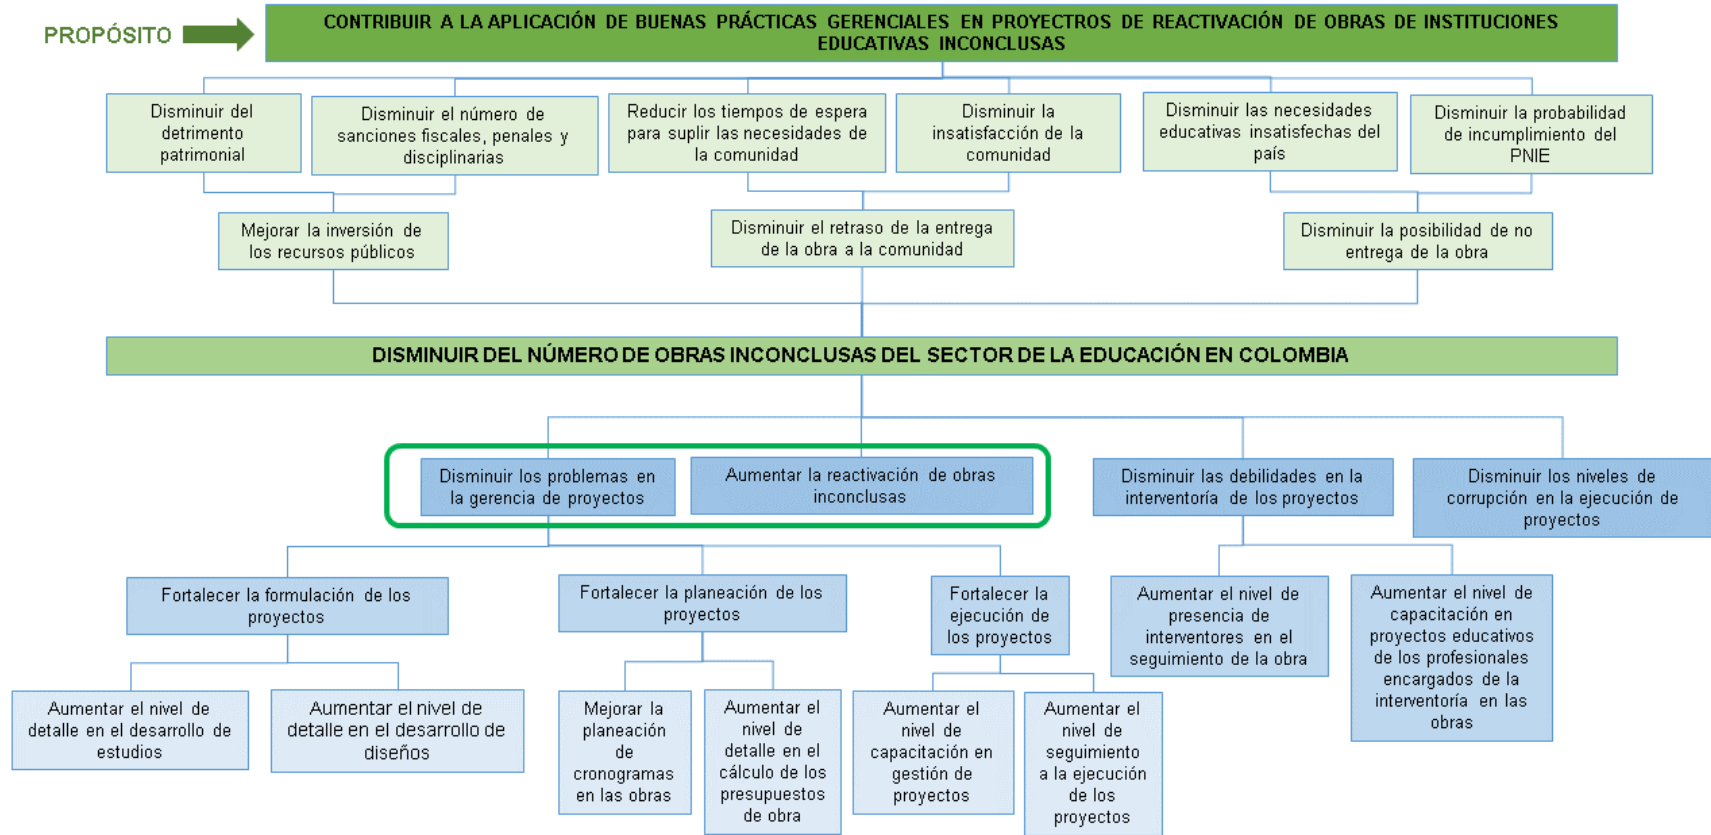 PROPÓSITO
CONTRIBUIR A LA APLICACIÓN DE BUENAS PRÁCTICAS GERENCIALES EN PROYECTROS DE REACTIVACIÓN DE OBRAS DE INSTITUCIONES
EDUCATIVAS INCONCLUSAS
Disminuir del
detrimento
patrimonial
Disminuir el número de
sanciones fiscales, penales y
disciplinarias
Reducir los tiempos de espera
para suplir las necesidades de
la comunidad
Disminuir la
insatisfacción de la
comunidad
Disminuir las necesidades
educativas insatisfechas del
país
Disminuir la probabilidad
de incumplimiento del
PNIE
Mejorar la inversión de
los recursos públicos
Disminuir el retraso de la entrega
de la obra a la comunidad
Disminuir la posibilidad de no
entrega de la obra
DISMINUIR DEL NÚMERO DE OBRAS INCONCLUSAS DEL SECTOR DE LA EDUCACIÓN EN COLOMBIA
Disminuir los problemas en
la gerencia de proyectos
Aumentar la reactivación de obras
inconclusas
Disminuir las debilidades en la
interventoría de los proyectos
Disminuir los niveles de
corrupción en la ejecución de
proyectos
Fortalecer la formulación de los
proyectos
Fortalecer la planeación de los
proyectos
Fortalecer la
ejecución de
los proyectos
Aumentar el nivel de
presencia de
interventores en el
seguimiento de la obra
Aumentar el nivel de
capacitación en
proyectos educativos
de los profesionales
encargados de la
interventoría en las
obras
Aumentar el nivel de
detalle en el desarrollo de
estudios
Aumentar el nivel de
detalle en el desarrollo de
diseños
Mejorar la
planeación
de
cronogramas
en las obras
Aumentar el
nivel de
detalle en el
cálculo de los
presupuestos
de obra
Aumentar el
nivel de
capacitación en
gestión de
proyectos
Aumentar el
nivel de
seguimiento
a la ejecución
de los
proyectos